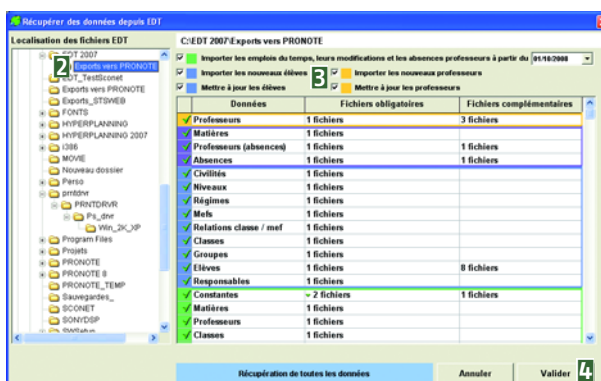 Récupérer des données depuis EDT
Localisation des fichiers EDT
C:\EDT 2007\Exports vers PRONOTE
EDT 2007
2
Exports vers PRONOTE
EDT_TestSconet
Exports vers PRONOTE
Exports_STSWEB
FONTS
HYPERPLANNING
HYPERPLANNING 2007
i386
MOVIE
Nouveau dossier
Perso
prntdrvr
PRNTDRVR
Ps_drvr
Win_2K_XP
Program Files
Projets
PRONOTE
PRONOTE 8
PRONOTE_TEMP
Sauvegardes_
SCONET
SONYDSP
SWSetup
Importer les emplois du temps, leurs modifications et les absences professeurs à partir du 01/10/2008
Importer les nouveaux élèves
3
Importer les nouveaux professeurs
Mettre à jour les élèves
Mettre à jour les professeurs
Données Fichiers obligatoires Fichiers complémentaires
Professeurs 1 fichiers 3 fichiers
Matières 1 fichiers
Professeurs (absences) 1 fichiers 1 fichiers
Absences 1 fichiers 1 fichiers
Civilités 1 fichiers
Niveaux 1 fichiers
Régimes 1 fichiers
Mefs 1 fichiers
Relations classe / mef 1 fichiers
Classes 1 fichiers
Groupes 1 fichiers
Elèves 1 fichiers 8 fichiers
Responsables 1 fichiers
Constantes 2 fichiers 1 fichiers
Matières 1 fichiers
Professeurs 1 fichiers
Classes 1 fichiers
Récupération de toutes les données
Annuler
Valider
4